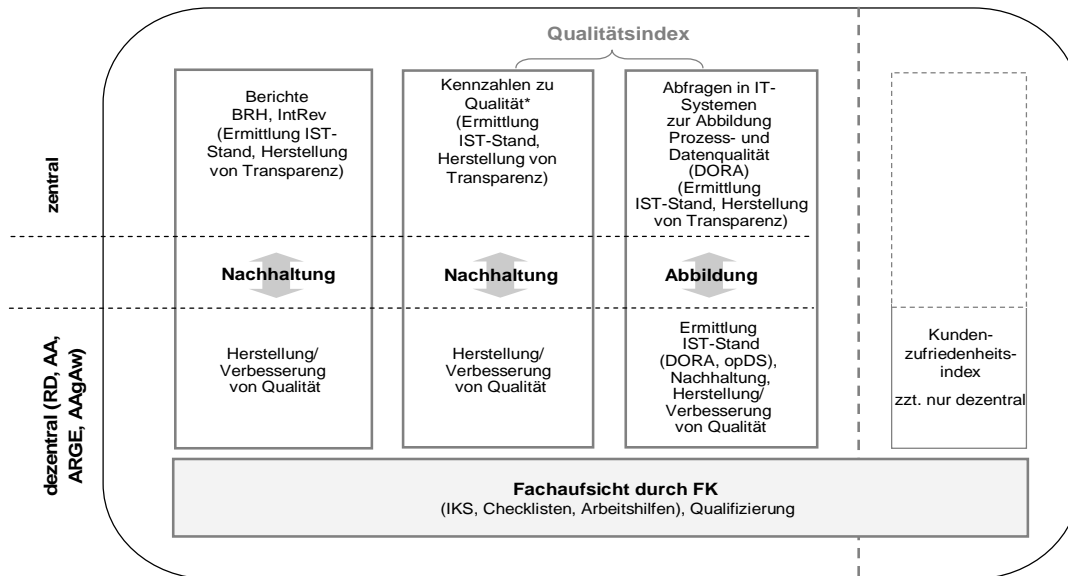 Qualitätsindex
zentral
Berichte
BRH, IntRev
(Ermittlung IST-
Stand, Herstellung
von Transparenz)
Kennzahlen zu
Qualität*
(Ermittlung
IST-Stand,
Herstellung von
Transparenz)
Abfragen in IT-
Systemen
zur Abbildung
Prozess- und
Datenqualität
(DORA)
(Ermittlung
IST-Stand, Herstellung
von Transparenz)
Nachhaltung
Nachhaltung
Abbildung
dezentral (RD, AA,
ARGE, AAgAw)
Herstellung/
Verbesserung
von Qualität
Herstellung/
Verbesserung
von Qualität
Ermittlung
IST-Stand
(DORA, opDS),
Nachhaltung,
Herstellung/
Verbesserung
von Qualität
Kunden-
zufriedenheits-
index
zzt. nur dezentral
Fachaufsicht durch FK
(IKS, Checklisten, Arbeitshilfen), Qualifizierung